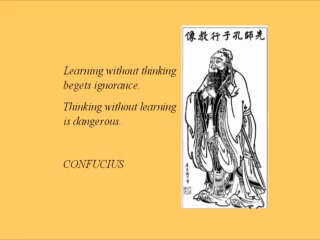 像教行子孔師先
Learning without thinking
begets ignorance.
Thinking without learning
is dangerous.
CONFUCIUS